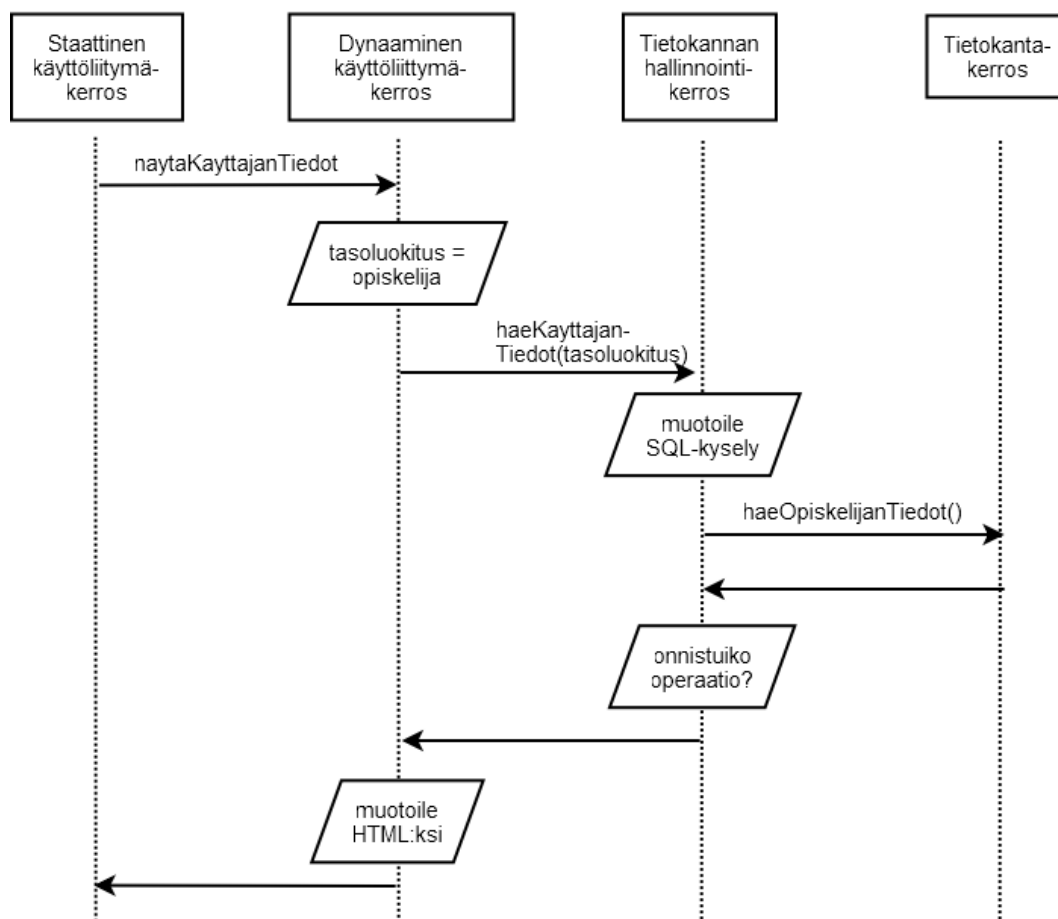 Staattinen
käyttöliitymä-
kerros
Dynaaminen
käyttöliittymä-
kerros
Tietokannan
hallinnointi-
kerros
Tietokanta-
kerros
naytaKayttajanTiedot
tasoluokitus =
opiskelija
haeKayttajan-
Tiedot(tasoluokitus)
muotoile
SQL-kysely
haeOpiskelijanTiedot()
onnistuiko
operaatio?
muotoile
HTML:ksi